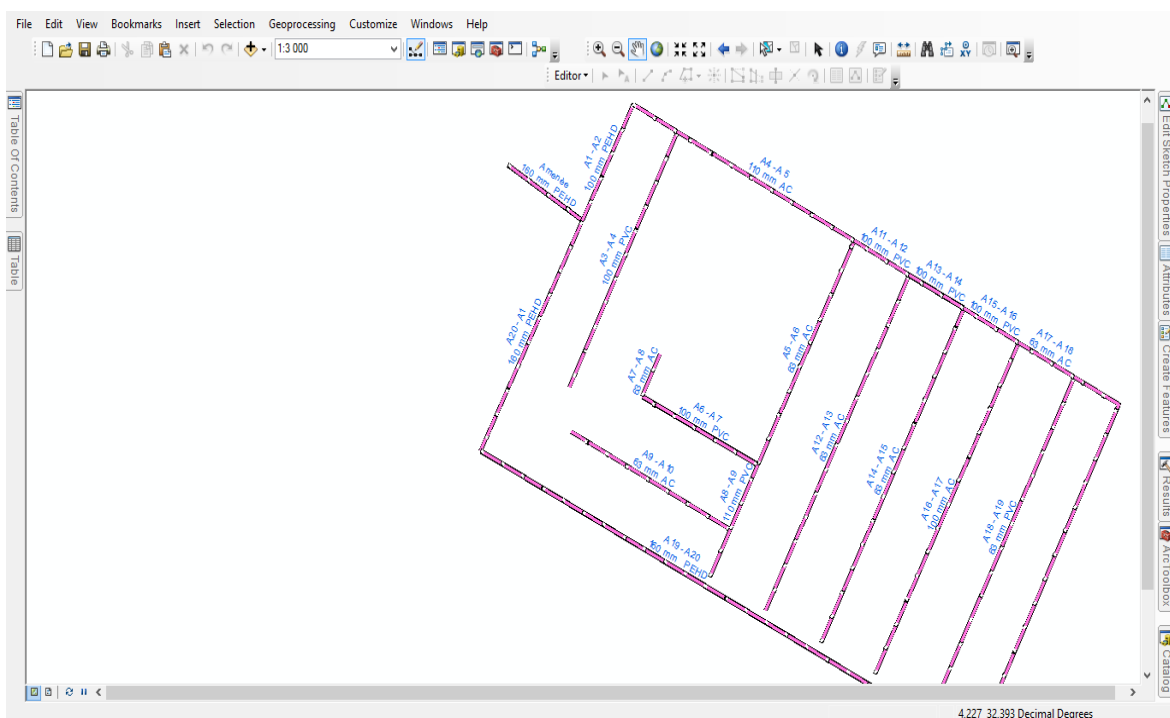 File Edit View Bookmarks Insert Selection Geoprocessing Customize Windows Help
1:3 000
Editor
Table Of Contents
Table
Amenée
160 mm PEHD
A1 -A2
100 mm PEHD
A3 -A4
100 mm PVC
A4 -A 5
110 mm AC
A11 -A12
100 mm PVC
A13 -A14
100 mm PVC
A15 -A16
100 mm PVC
A17 -A18
63 mm AC
A20 -A1
160 mm PEHD
A7 -A8
63 mm AC
A5 -A6
63 mm AC
A6 -A7
100 mm PVC
A9 -A 10
63 mm AC
A8 -A9
110 mm PVC
A12 -A13
63 mm AC
A14 -A15
63 mm AC
A16 -A17
100 mm AC
A18 -A19
63 mm PVC
A 19 -A20
160 mm PEHD
Edit Sketch Properties
Attributes
Create Features
Results
ArcToolbox
Catalog
4,227 32,393 Decimal Degrees